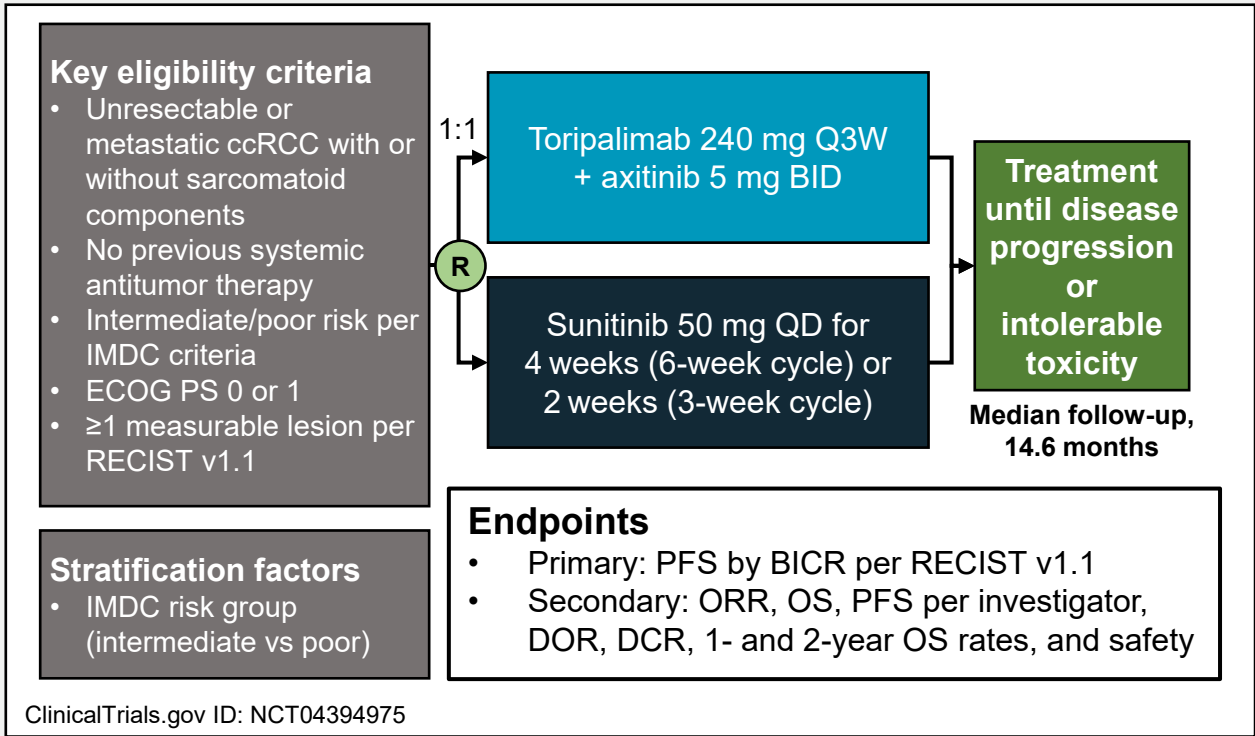 Key eligibility criteria
• Unresectable or
metastatic ccRCC with or
without sarcomatoid
components
• No previous systemic
antitumor therapy
• Intermediate/poor risk per
IMDC criteria
• ECOG PS 0 or 1
• ≥1 measurable lesion per
RECIST v1.1
Stratification factors
• IMDC risk group
(intermediate vs poor)
1:1
R
Toripalimab 240 mg Q3W
+ axitinib 5 mg BID
Sunitinib 50 mg QD for
4 weeks (6-week cycle) or
2 weeks (3-week cycle)
Treatment
until disease
progression
or
intolerable
toxicity
Median follow-up,
14.6 months
Endpoints
• Primary: PFS by BICR per RECIST v1.1
• Secondary: ORR, OS, PFS per investigator,
DOR, DCR, 1- and 2-year OS rates, and safety
ClinicalTrials.gov ID: NCT04394975